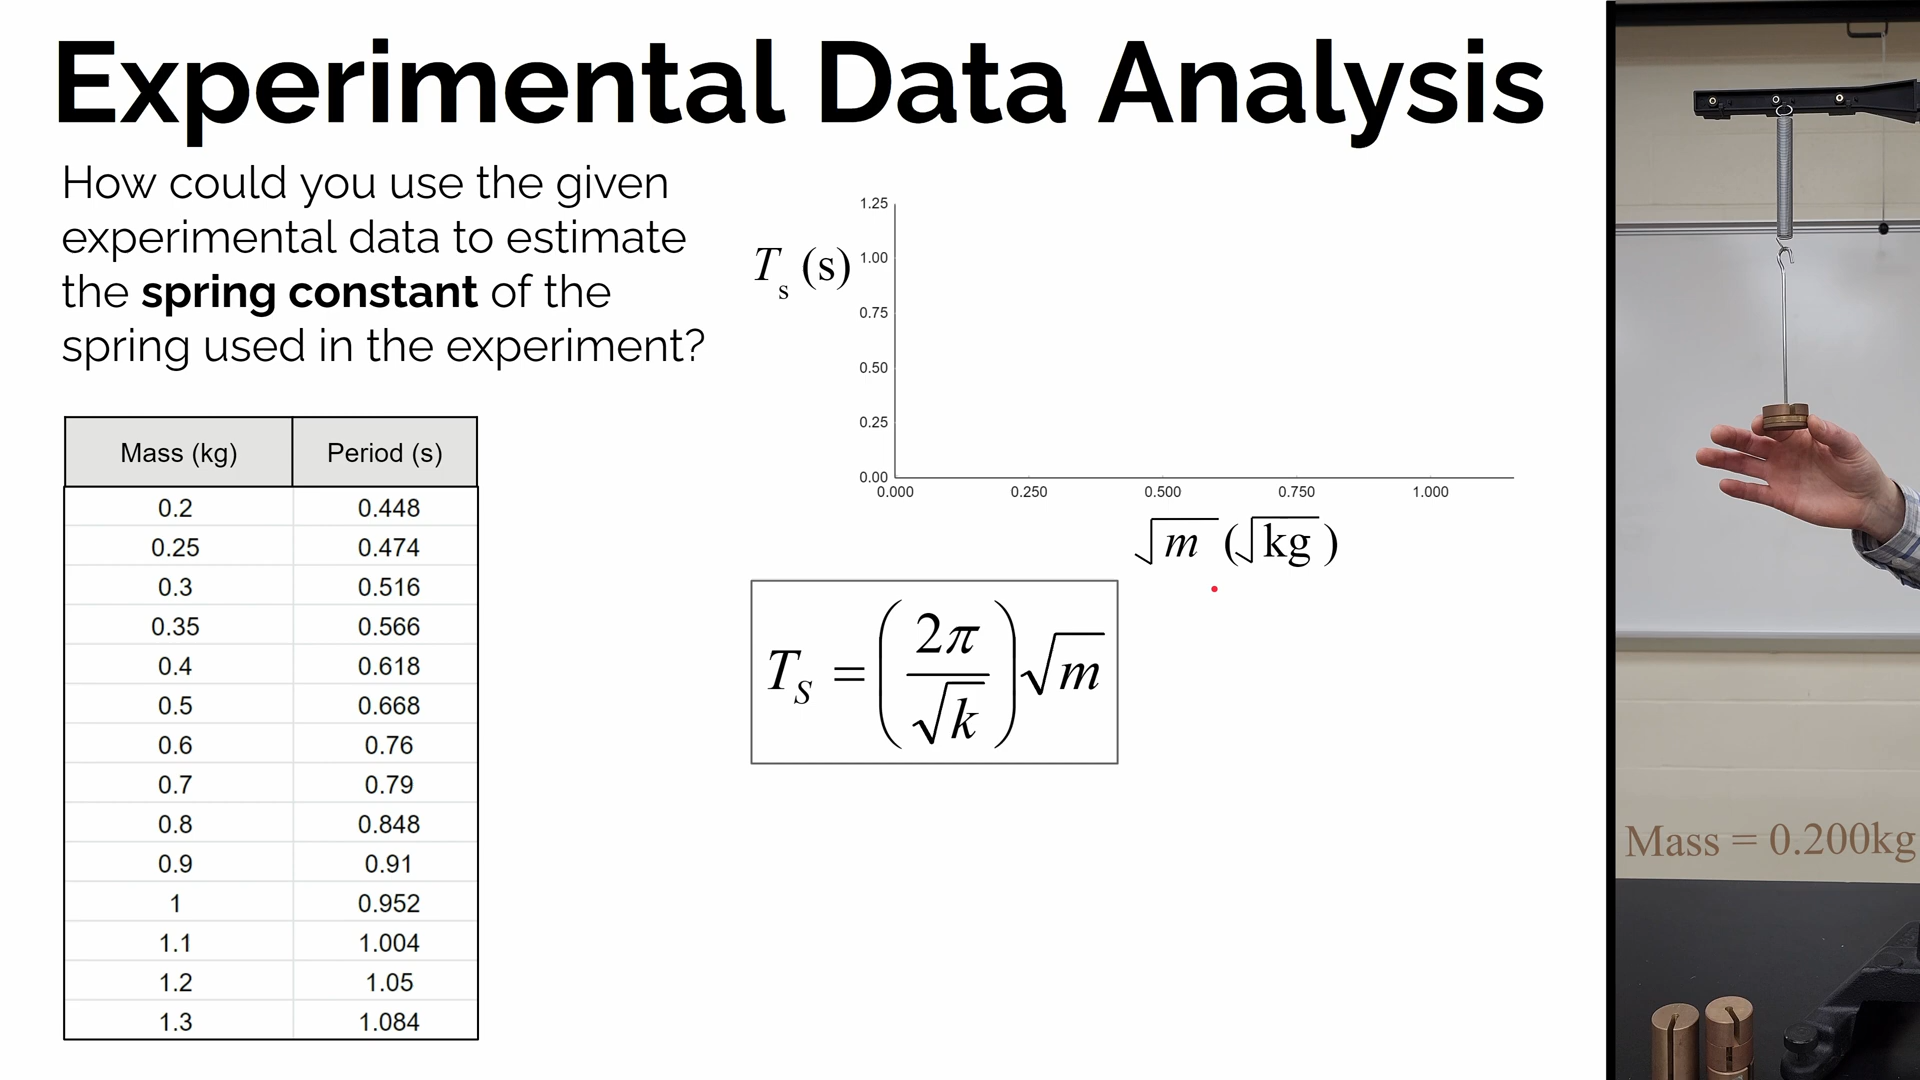 Experimental Data Analysis
How could you use the given
experimental data to estimate
the spring constant of the
spring used in the experiment?
Mass (kg) Period (s)
0.2 0.448
0.25 0.474
0.3 0.516
0.35 0.566
0.4 0.618
0.5 0.668
0.6 0.76
0.7 0.79
0.8 0.848
0.9 0.91
1 0.952
1.1 1.004
1.2 1.05
1.3 1.084
T_s (s)
1.25
1.00
0.75
0.50
0.25
0.00
0.000 0.250 0.500 0.750 1.000
√m (√kg)
T_S = (2π/√k)√m
Mass = 0.200kg